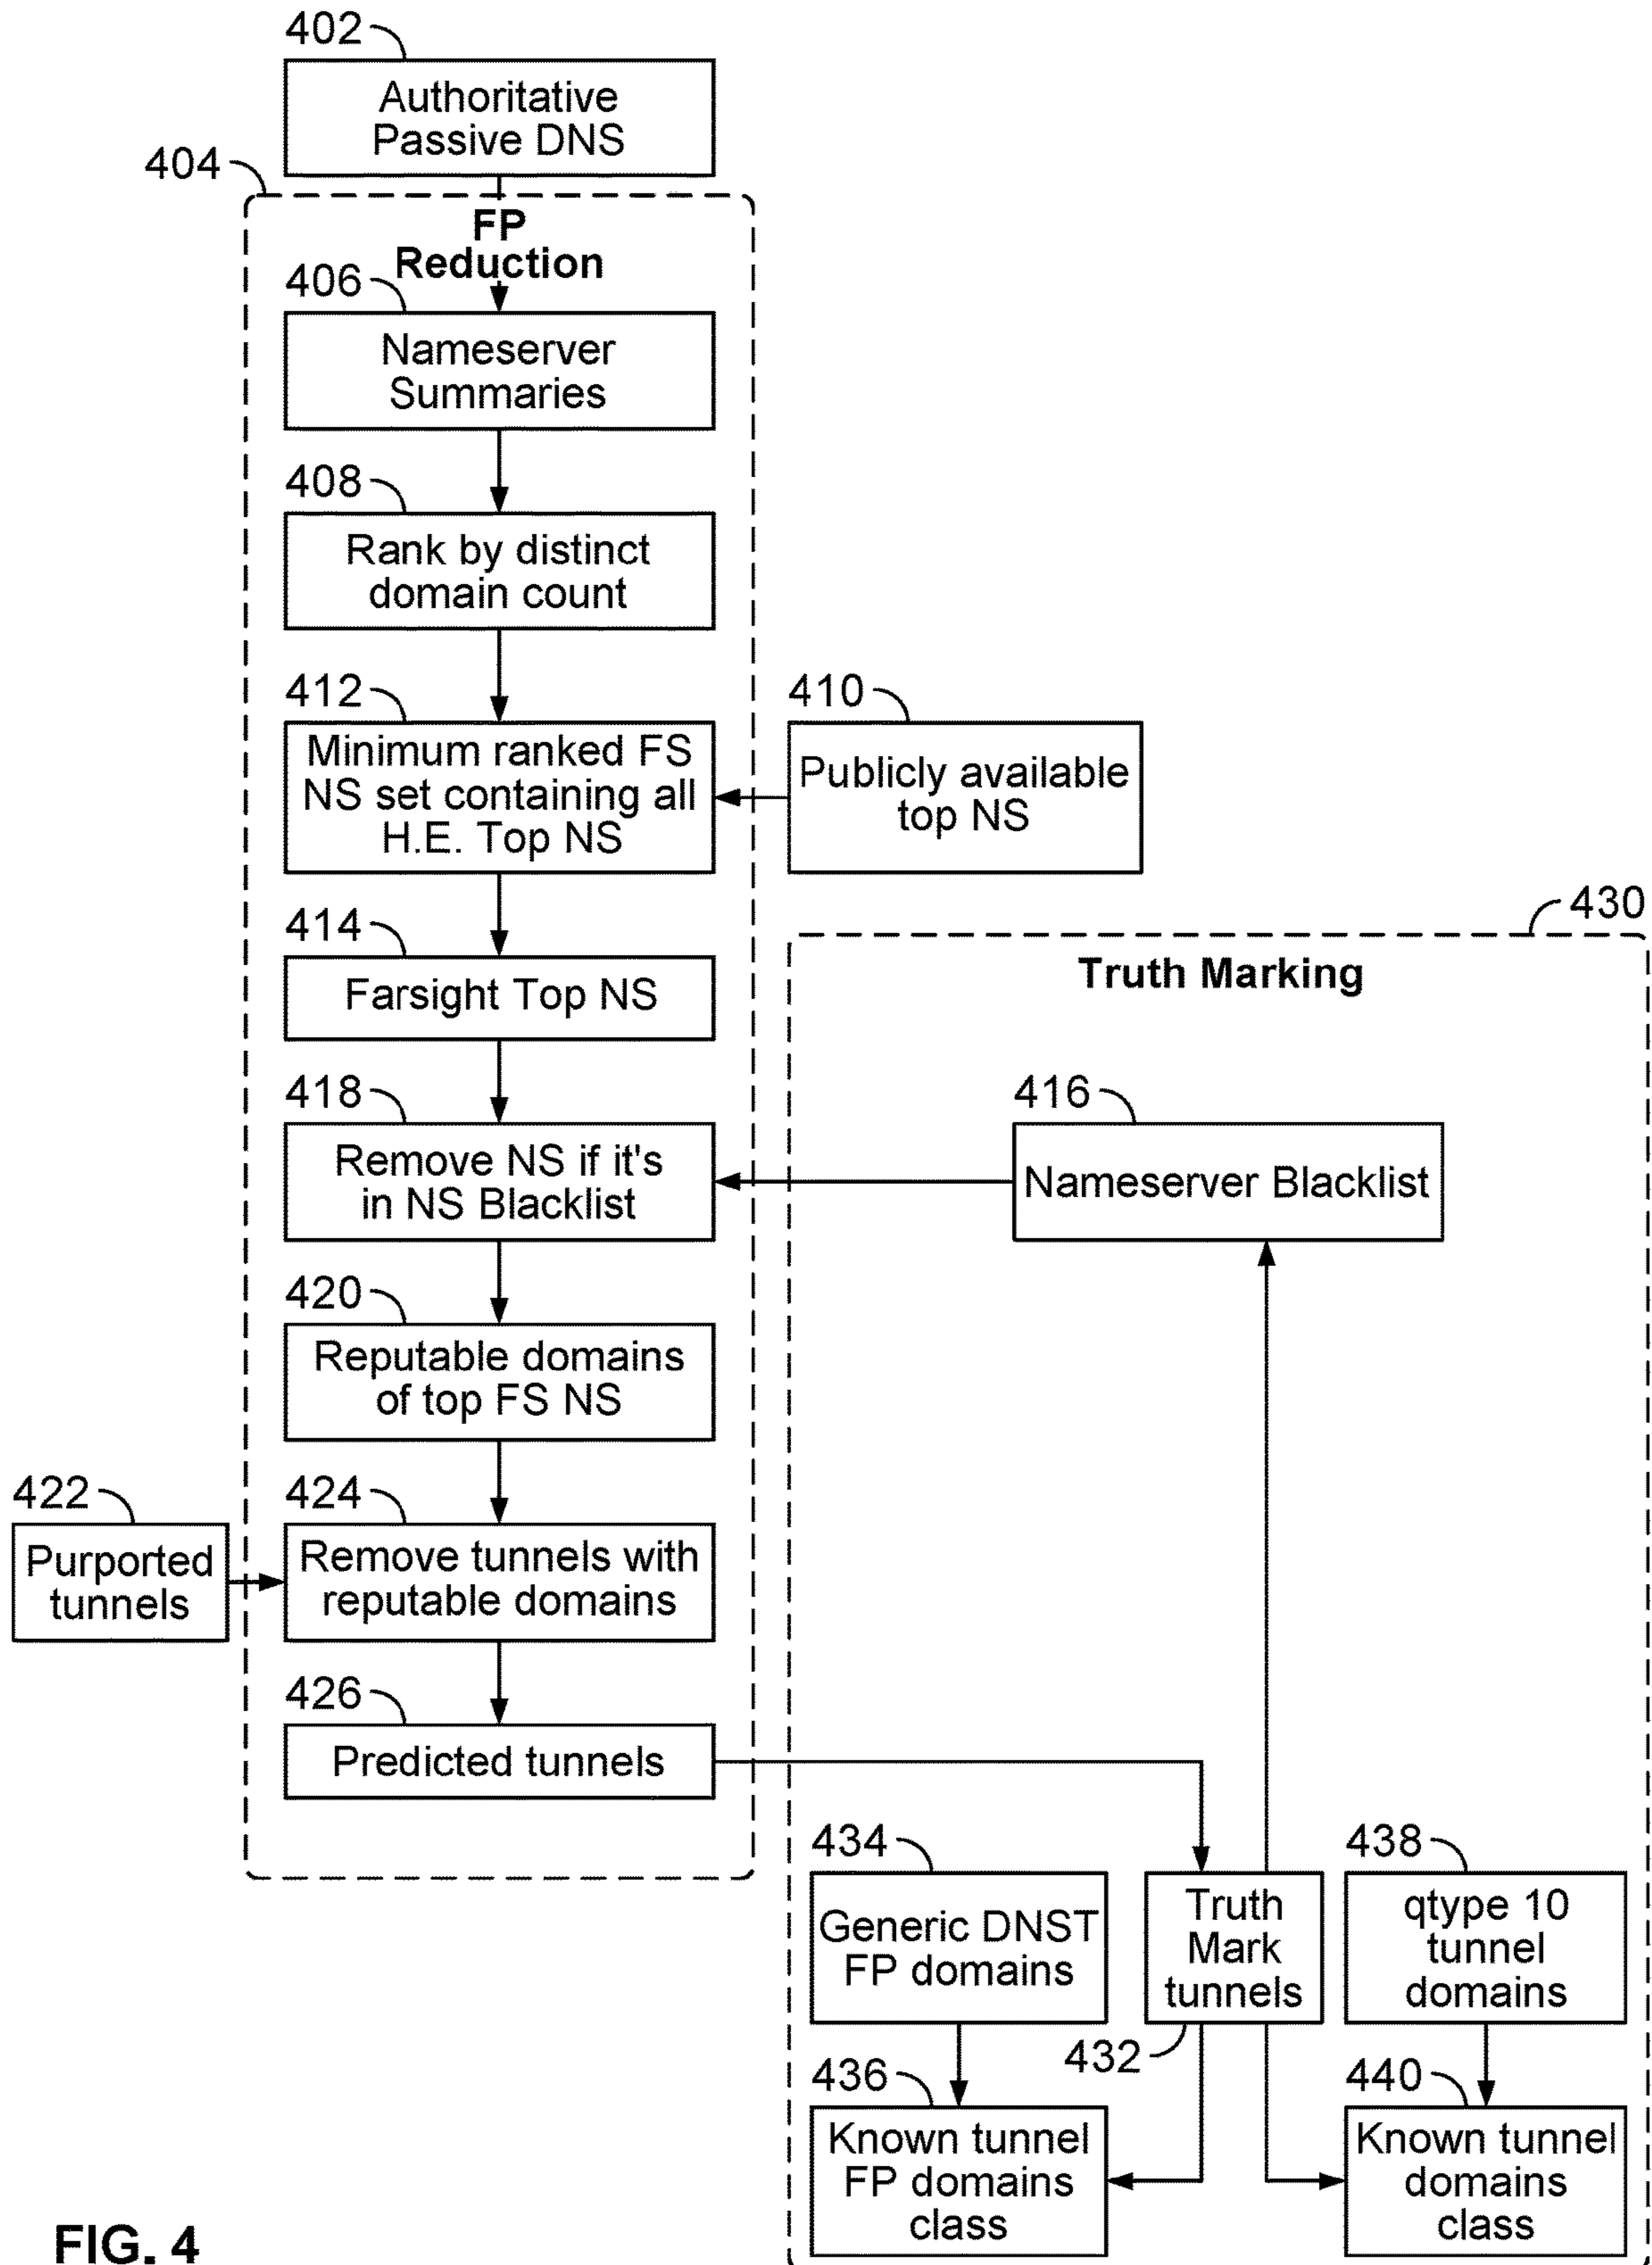 402
Authoritative
Passive DNS
404
FP
Reduction
406
Nameserver
Summaries
408
Rank by distinct
domain count
412
Minimum ranked FS
NS set containing all
H.E. Top NS
410
Publicly available
top NS
414
Farsight Top NS
430
Truth Marking
418
Remove NS if it's
in NS Blacklist
416
Nameserver Blacklist
420
Reputable domains
of top FS NS
422
Purported
tunnels
424
Remove tunnels with
reputable domains
426
Predicted tunnels
434
Generic DNST
FP domains
Truth
Mark
tunnels
432
438
qtype 10
tunnel
domains
436
Known tunnel
FP domains
class
440
Known tunnel
domains
class
FIG. 4